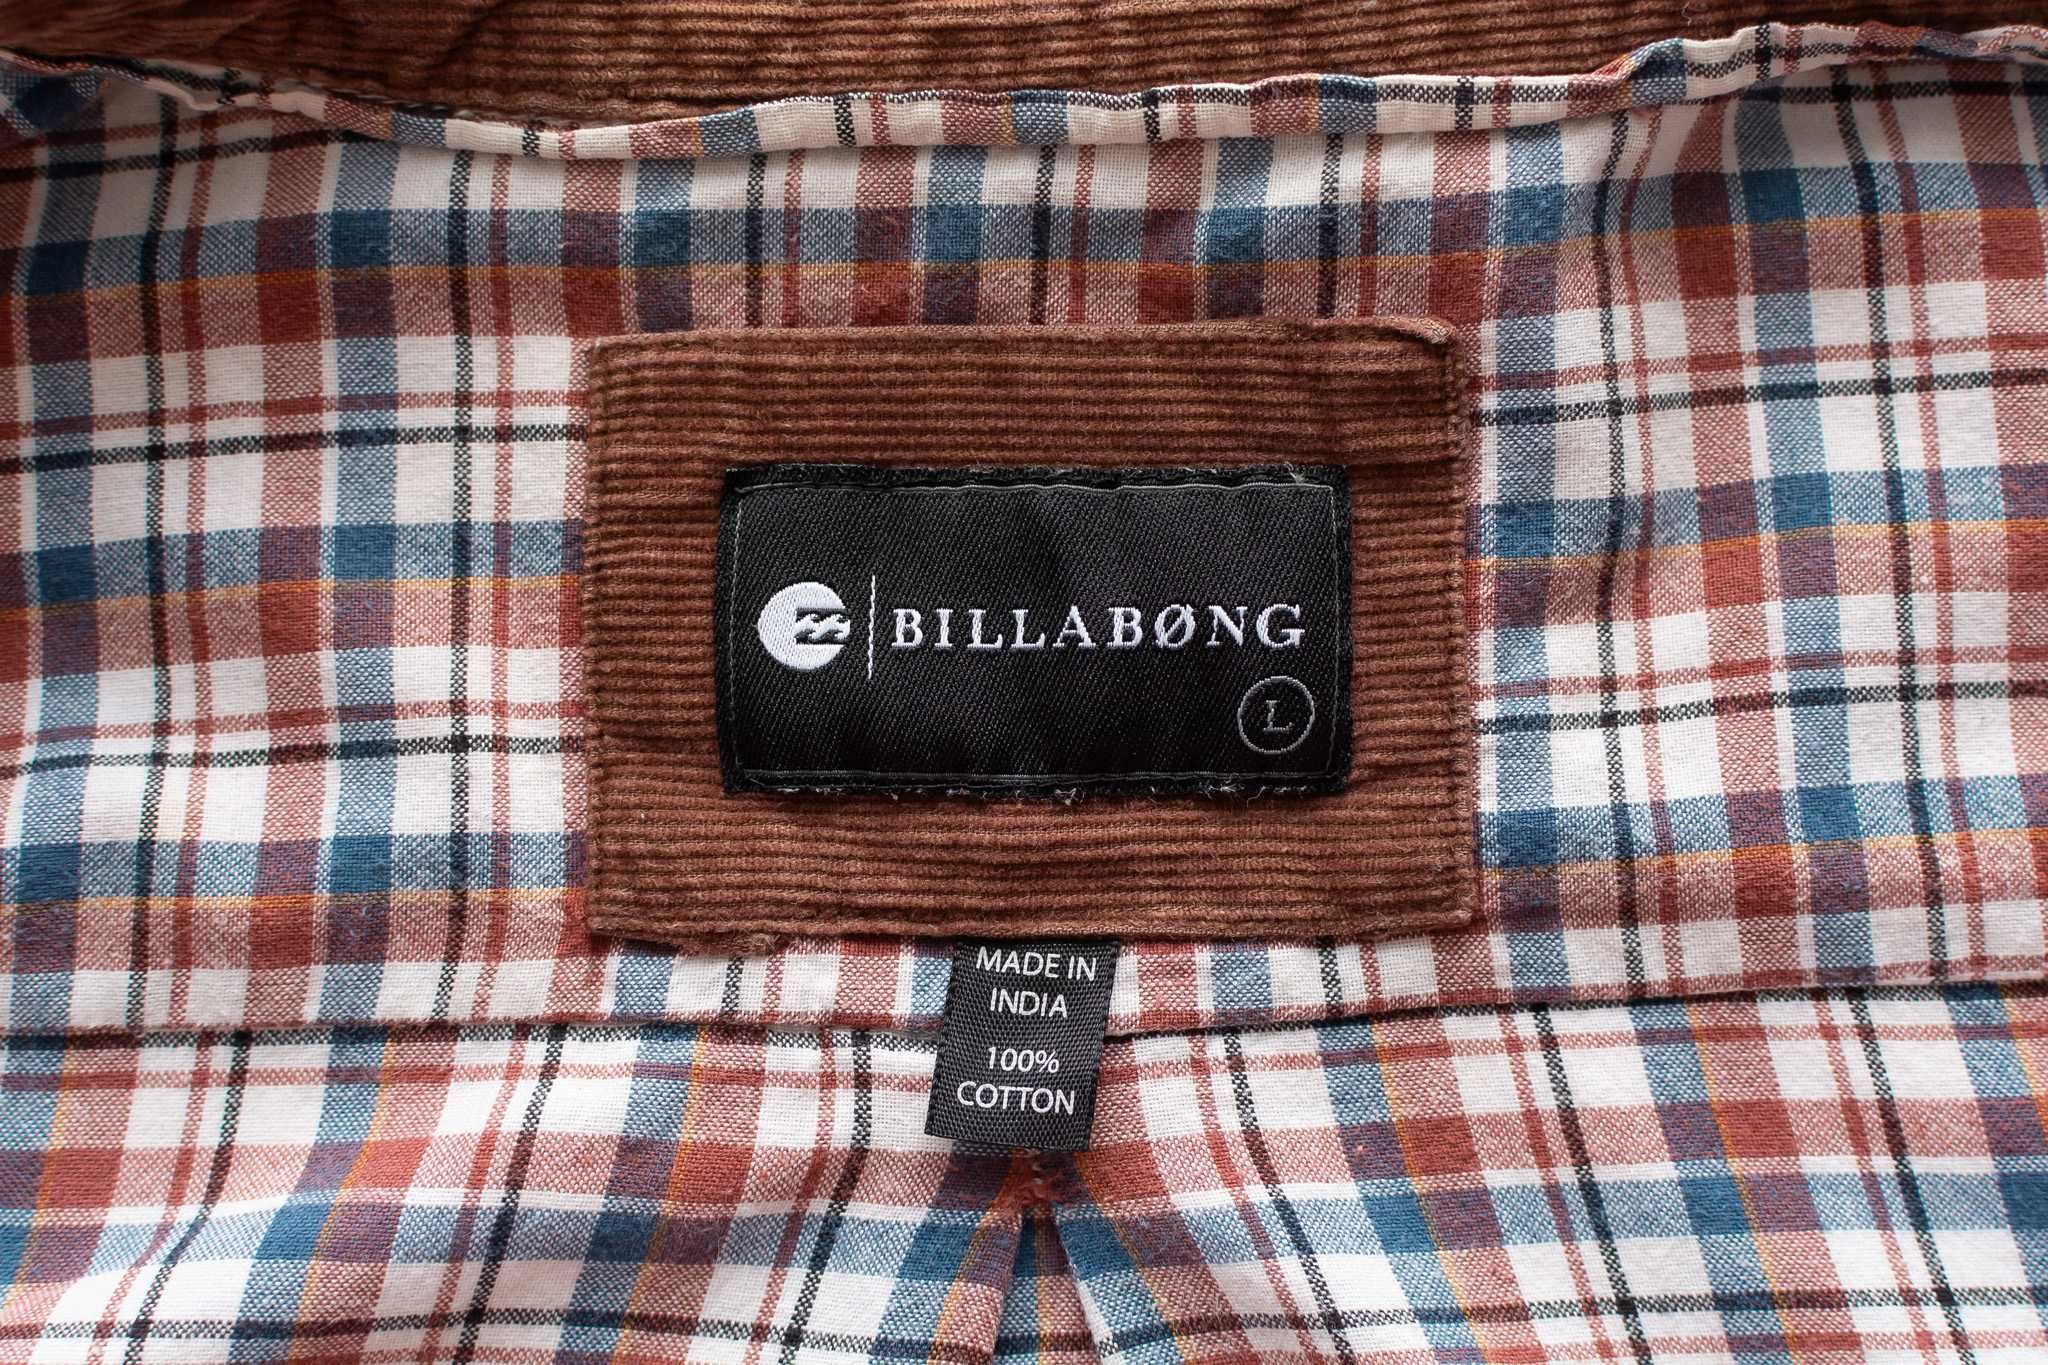 BILLABØNG
L
MADE IN
INDIA
100%
COTTON